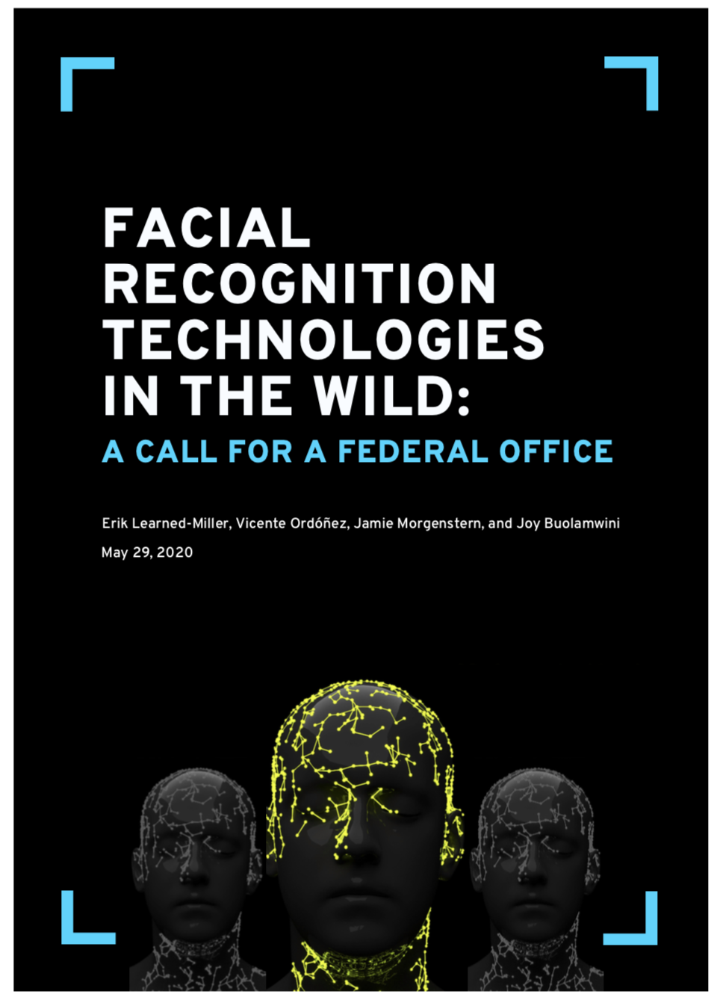 FACIAL
RECOGNITION
TECHNOLOGIES
IN THE WILD:
A CALL FOR A FEDERAL OFFICE
Erik Learned-Miller, Vicente Ordóñez, Jamie Morgenstern, and Joy Buolamwini
May 29, 2020